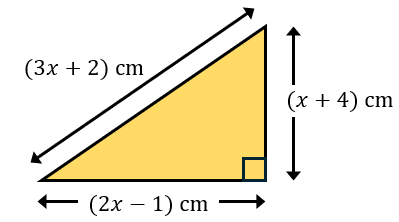 (3x + 2) cm
(x + 4) cm
(2x − 1) cm